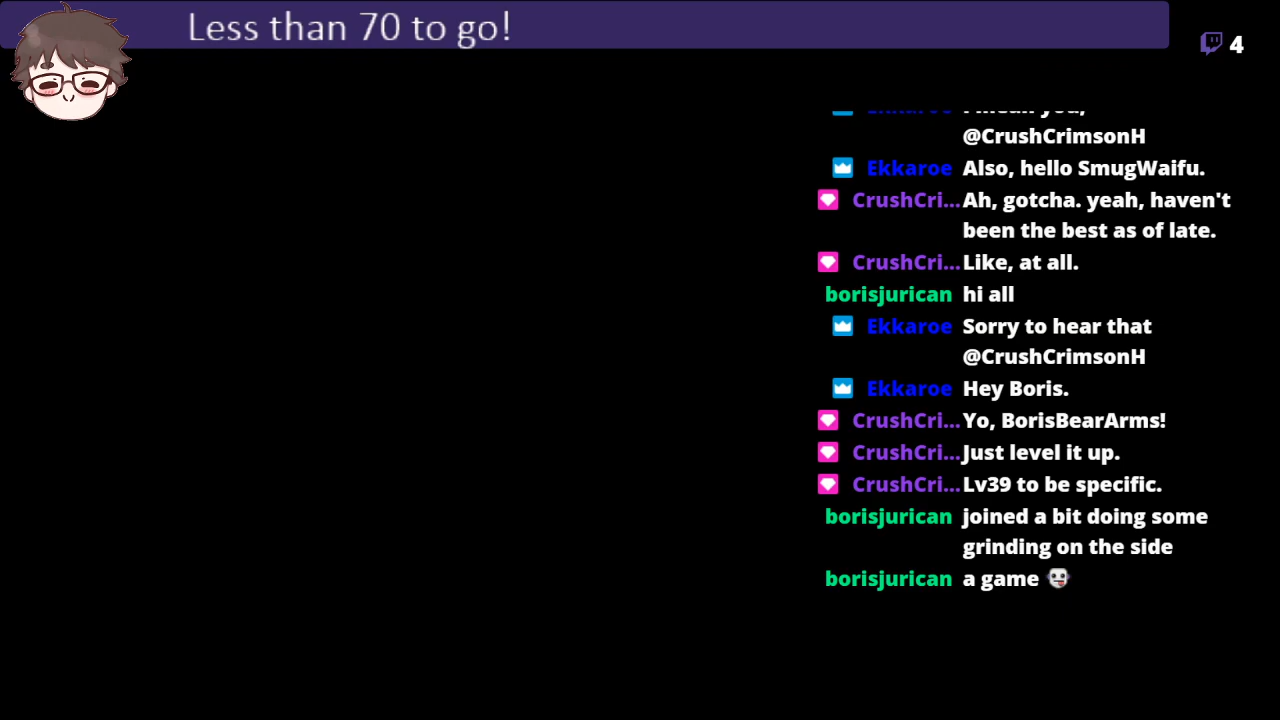 Less than 70 to go!
4
@CrushCrimsonH
Ekkaroe Also, hello SmugWaifu.
CrushCri... Ah, gotcha. yeah, haven't
been the best as of late.
CrushCri... Like, at all.
borisjurican hi all
Ekkaroe Sorry to hear that
@CrushCrimsonH
Ekkaroe Hey Boris.
CrushCri... Yo, BorisBearArms!
CrushCri... Just level it up.
CrushCri... Lv39 to be specific.
borisjurican joined a bit doing some
grinding on the side
borisjurican a game